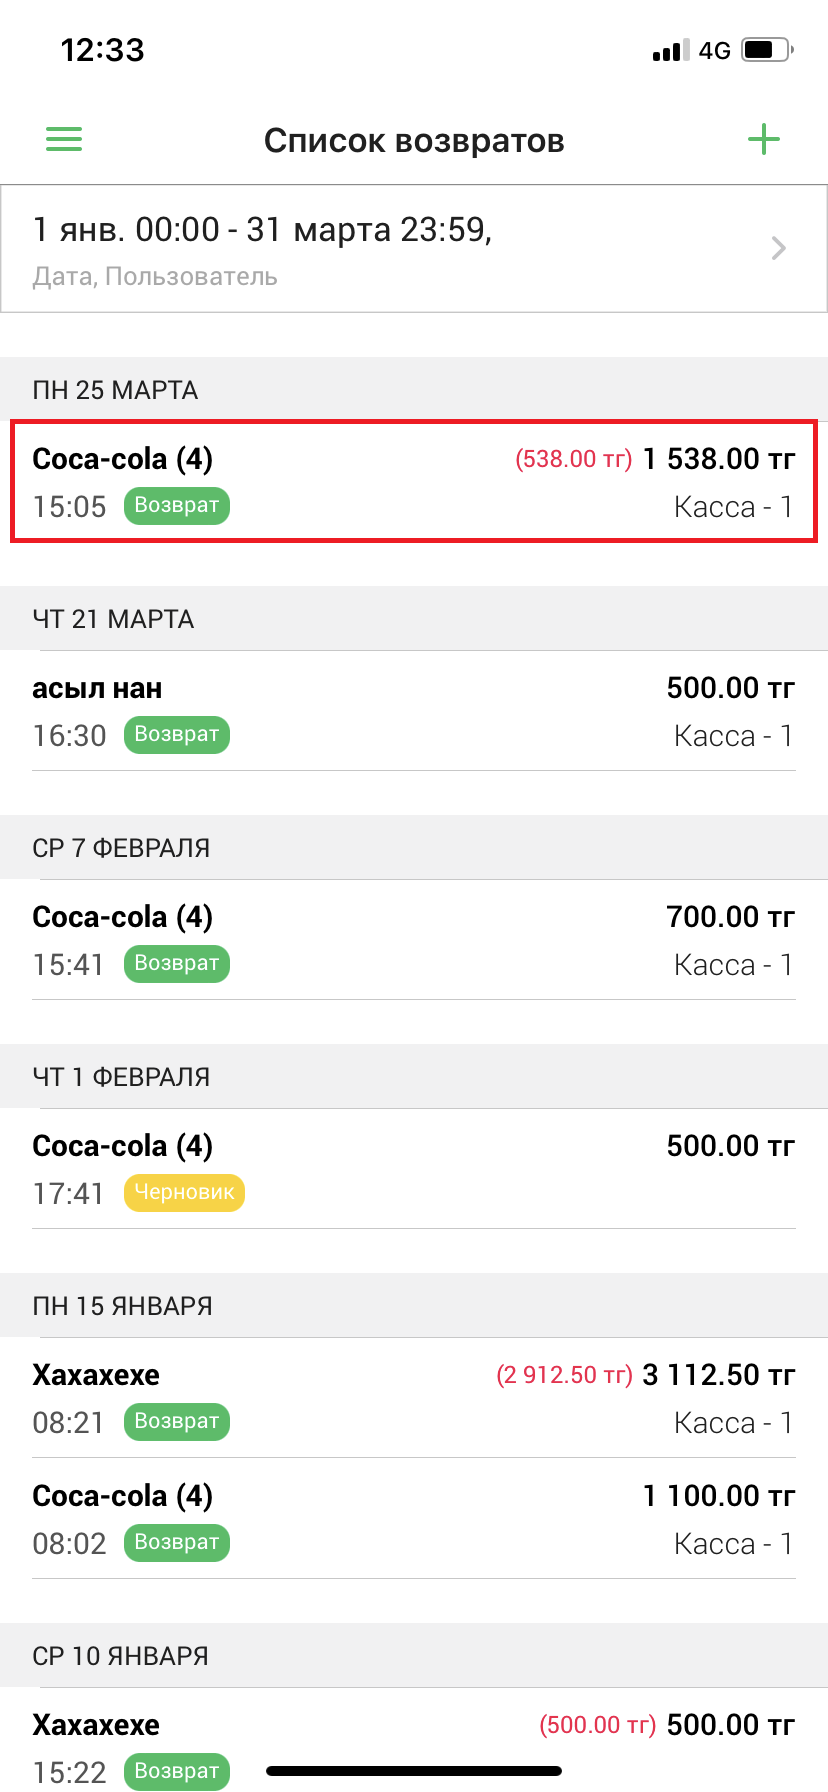 12:33 4G
Список возвратов
1 янв. 00:00 - 31 марта 23:59,
Дата, Пользователь
ПН 25 МАРТА
Coca-cola (4) (538.00 тг) 1 538.00 тг
15:05 Возврат Касса - 1
ЧТ 21 МАРТА
асыл нан 500.00 тг
16:30 Возврат Касса - 1
СР 7 ФЕВРАЛЯ
Coca-cola (4) 700.00 тг
15:41 Возврат Касса - 1
ЧТ 1 ФЕВРАЛЯ
Coca-cola (4) 500.00 тг
17:41 Черновик
ПН 15 ЯНВАРЯ
Хахахехе (2 912.50 тг) 3 112.50 тг
08:21 Возврат Касса - 1
Coca-cola (4) 1 100.00 тг
08:02 Возврат Касса - 1
СР 10 ЯНВАРЯ
Хахахехе (500.00 тг) 500.00 тг
15:22 Возврат